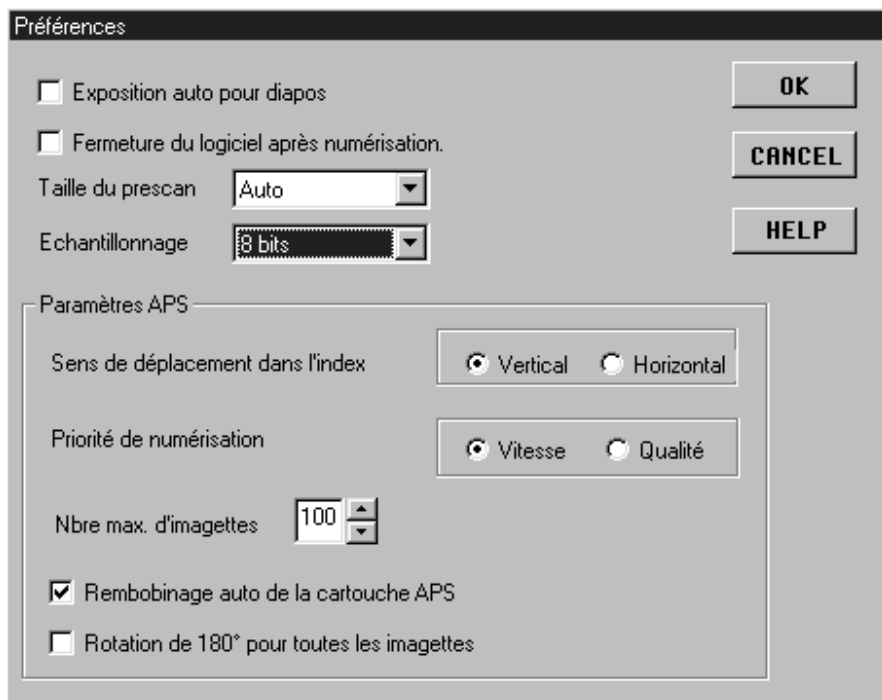 Préférences
Exposition auto pour diapos
OK
Fermeture du logiciel après numérisation.
CANCEL
Taille du prescan Auto
HELP
Echantillonnage 8 bits
Paramètres APS
Sens de déplacement dans l'index Vertical Horizontal
Priorité de numérisation Vitesse Qualité
Nbre max. d'imagettes 100
Rembobinage auto de la cartouche APS
Rotation de 180° pour toutes les imagettes